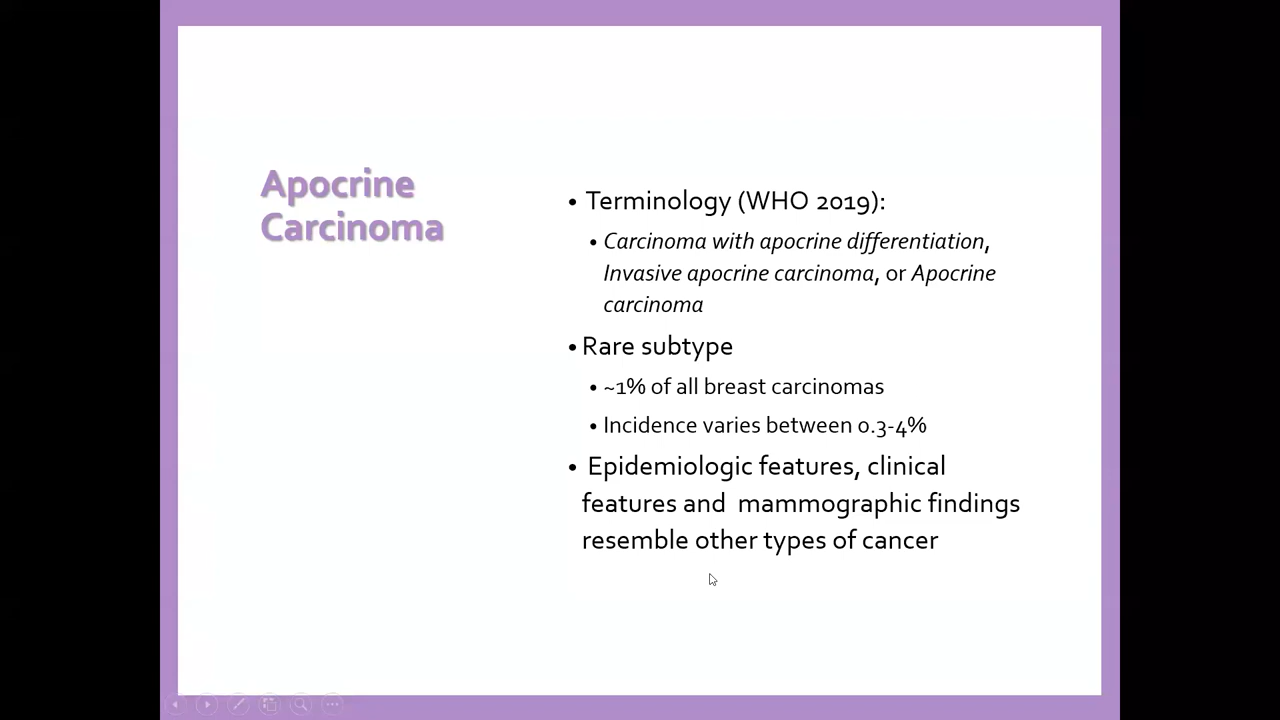 Apocrine
Carcinoma
• Terminology (WHO 2019):
• Carcinoma with apocrine differentiation,
Invasive apocrine carcinoma, or Apocrine
carcinoma
• Rare subtype
• ~1% of all breast carcinomas
• Incidence varies between 0.3-4%
• Epidemiologic features, clinical
features and  mammographic findings
resemble other types of cancer